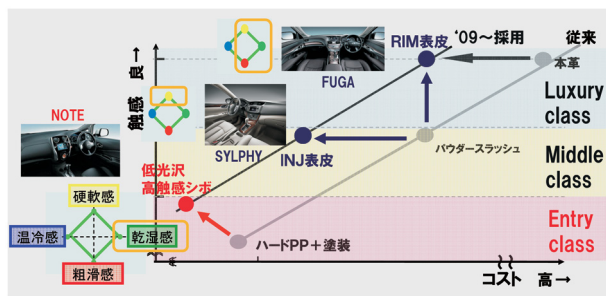 良→
触感
RIM表皮
'09～採用
従来
本革
FUGA
Luxury
class
NOTE
SYLPHY
INJ表皮
パウダースラッシュ
Middle
class
低光沢
高触感シボ
硬軟感
温冷感
乾湿感
粗滑感
ハードPP＋塗装
Entry
class
コスト 高→